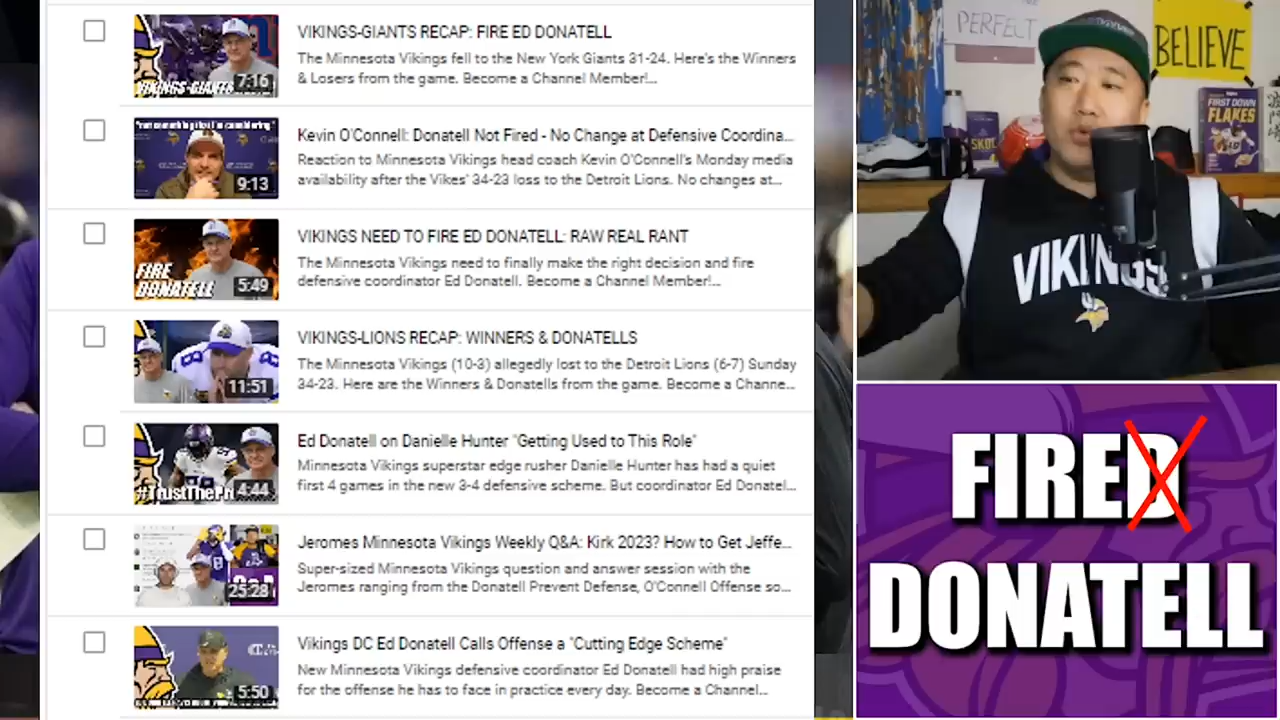 VIKINGS-GIANTS RECAP: FIRE ED DONATELL
The Minnesota Vikings fell to the New York Giants 31-24. Here's the Winners
& Losers from the game. Become a Channel Member!...
VIKINGS-GIANTS
7:16
Kevin O'Connell: Donatell Not Fired - No Change at Defensive Coordina...
Reaction to Minnesota Vikings head coach Kevin O'Connell's Monday media
availability after the Vikes' 34-23 loss to the Detroit Lions. No changes at...
9:13
VIKINGS NEED TO FIRE ED DONATELL: RAW REAL RANT
The Minnesota Vikings need to finally make the right decision and fire
defensive coordinator Ed Donatell. Become a Channel Member!...
FIRE
DONATELL
5:49
VIKINGS-LIONS RECAP: WINNERS & DONATELLS
The Minnesota Vikings (10-3) allegedly lost to the Detroit Lions (6-7) Sunday
34-23. Here are the Winners & Donatells from the game. Become a Channe...
8
8
11:51
Ed Donatell on Danielle Hunter "Getting Used to This Role"
Minnesota Vikings superstar edge rusher Danielle Hunter has had a quiet
first 4 games in the new 3-4 defensive scheme. But coordinator Ed Donatel...
#TrustThePr
4:44
Jeromes Minnesota Vikings Weekly Q&A: Kirk 2023? How to Get Jeffe...
Super-sized Minnesota Vikings question and answer session with the
Jeromes ranging from the Donatell Prevent Defense, O'Connell Offense so...
25:28
Vikings DC Ed Donatell Calls Offense a "Cutting Edge Scheme"
New Minnesota Vikings defensive coordinator Ed Donatell had high praise
for the offense he has to face in practice every day. Become a Channel...
5:50
PERFECT
BELIEVE
FIRST DOWN
FLAKES
SKOL
VIKINGS
FIRED
DONATELL